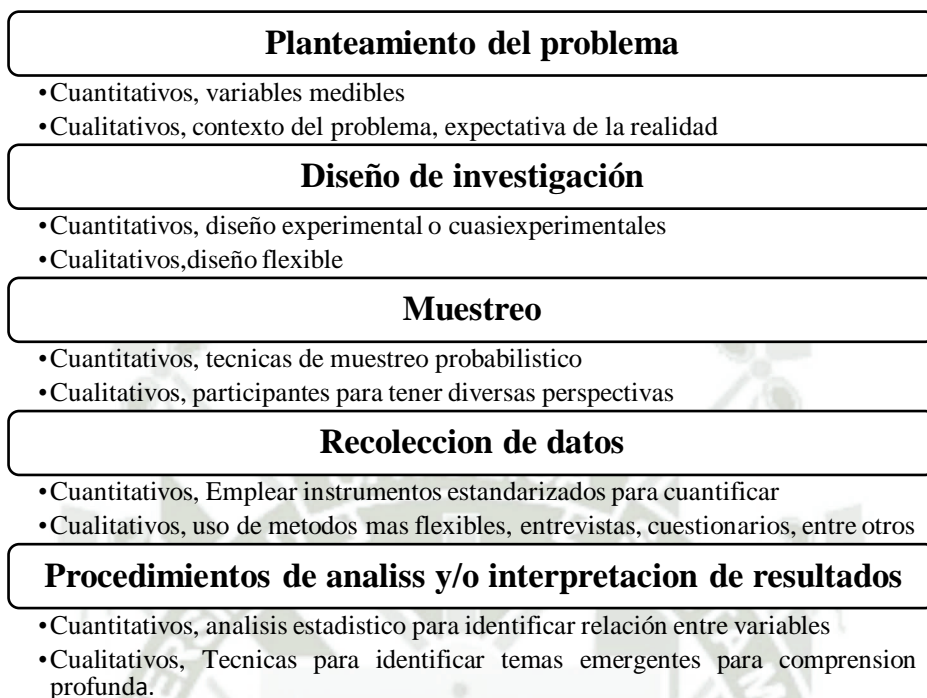 Planteamiento del problema
•Cuantitativos, variables medibles
•Cualitativos, contexto del problema, expectativa de la realidad
Diseño de investigación
•Cuantitativos, diseño experimental o cuasiexperimentales
•Cualitativos,diseño flexible
Muestreo
•Cuantitativos, tecnicas de muestreo probabilistico
•Cualitativos, participantes para tener diversas perspectivas
Recoleccion de datos
•Cuantitativos, Emplear instrumentos estandarizados para cuantificar
•Cualitativos, uso de metodos mas flexibles, entrevistas, cuestionarios, entre otros
Procedimientos de analiss y/o interpretacion de resultados
•Cuantitativos, analisis estadistico para identificar relación entre variables
•Cualitativos, Tecnicas para identificar temas emergentes para comprension
profunda.